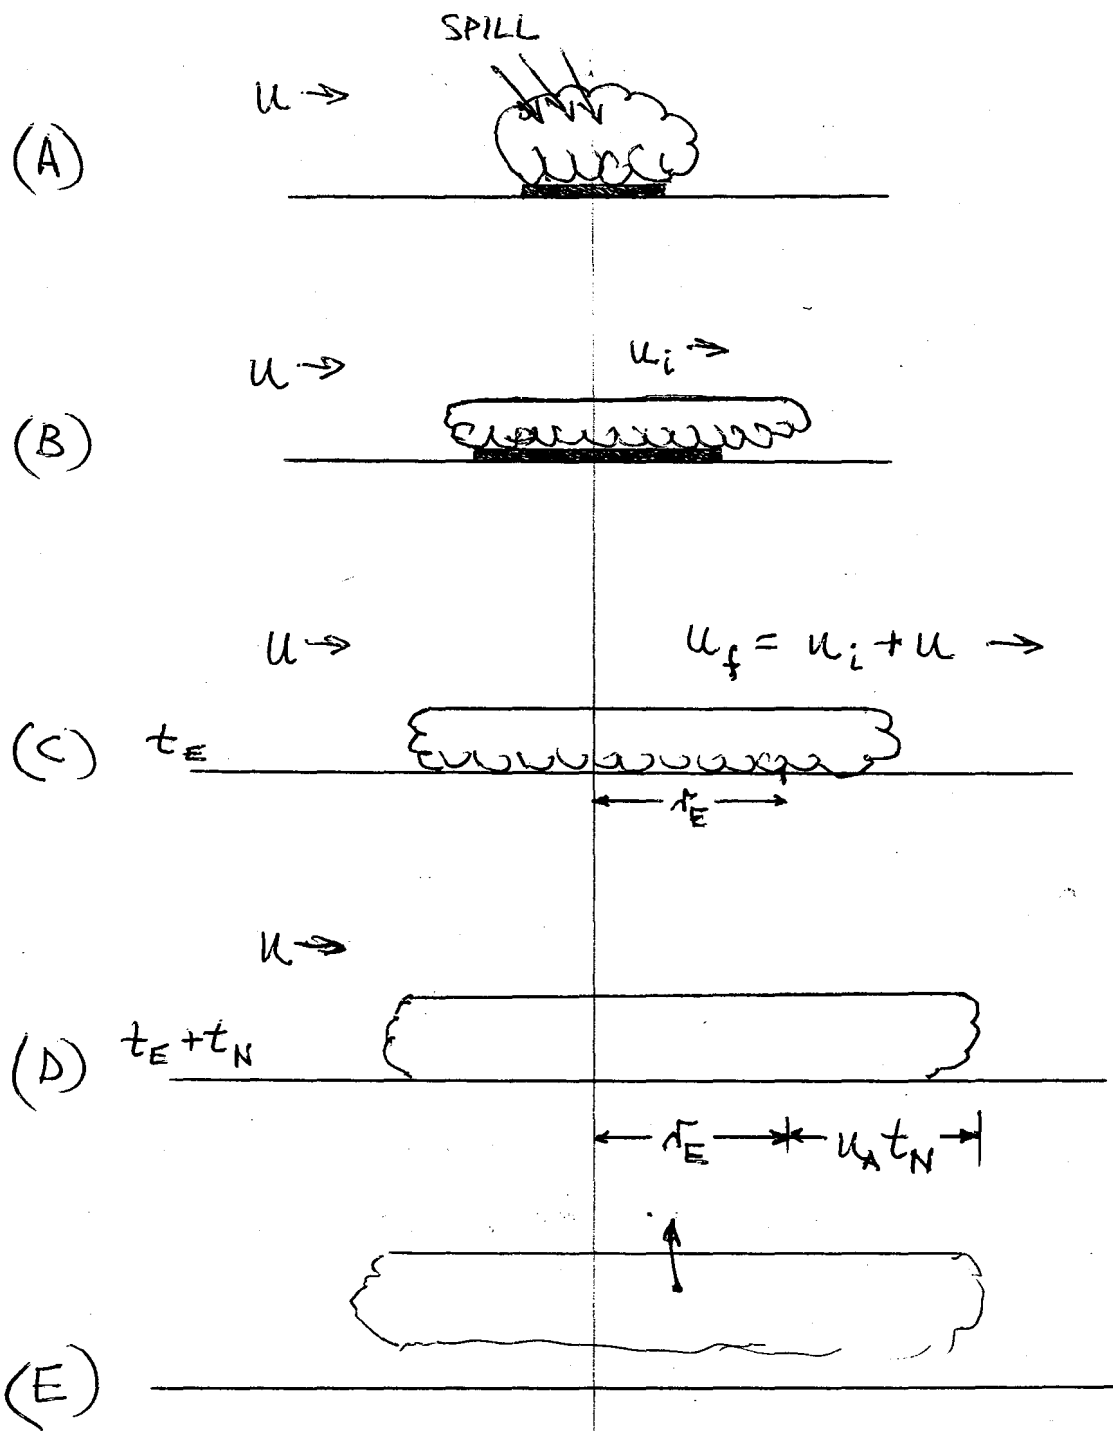 SPILL
u →
(A)
u → u_i →
(B)
u → u_f = u_i + u →
(C) t_E
r_E
u →
(D) t_E + t_N
r_E u_A t_N
(E)